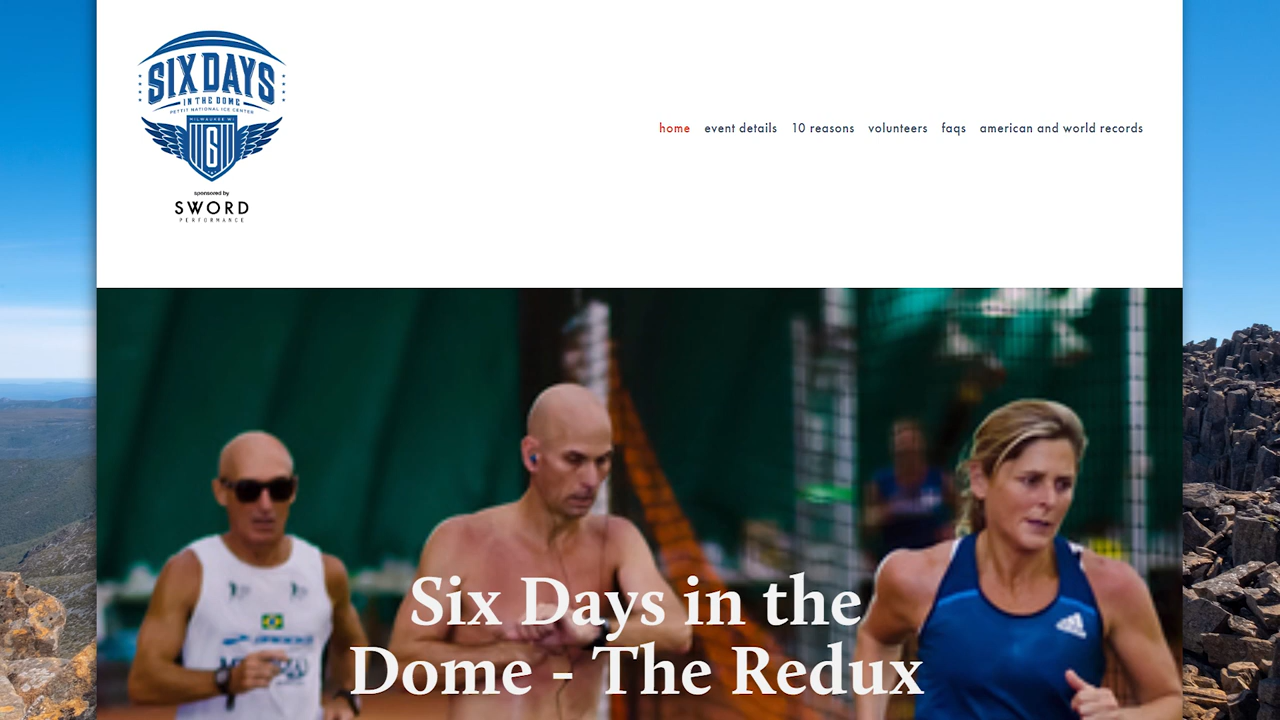 SIX DAYS
IN THE DOME
PETTIT NATIONAL ICE CENTER
MILWAUKEE WI
6
sponsored by
SWORD
PERFORMANCE
home event details 10 reasons volunteers faqs american and world records
Six Days in the
Dome - The Redux